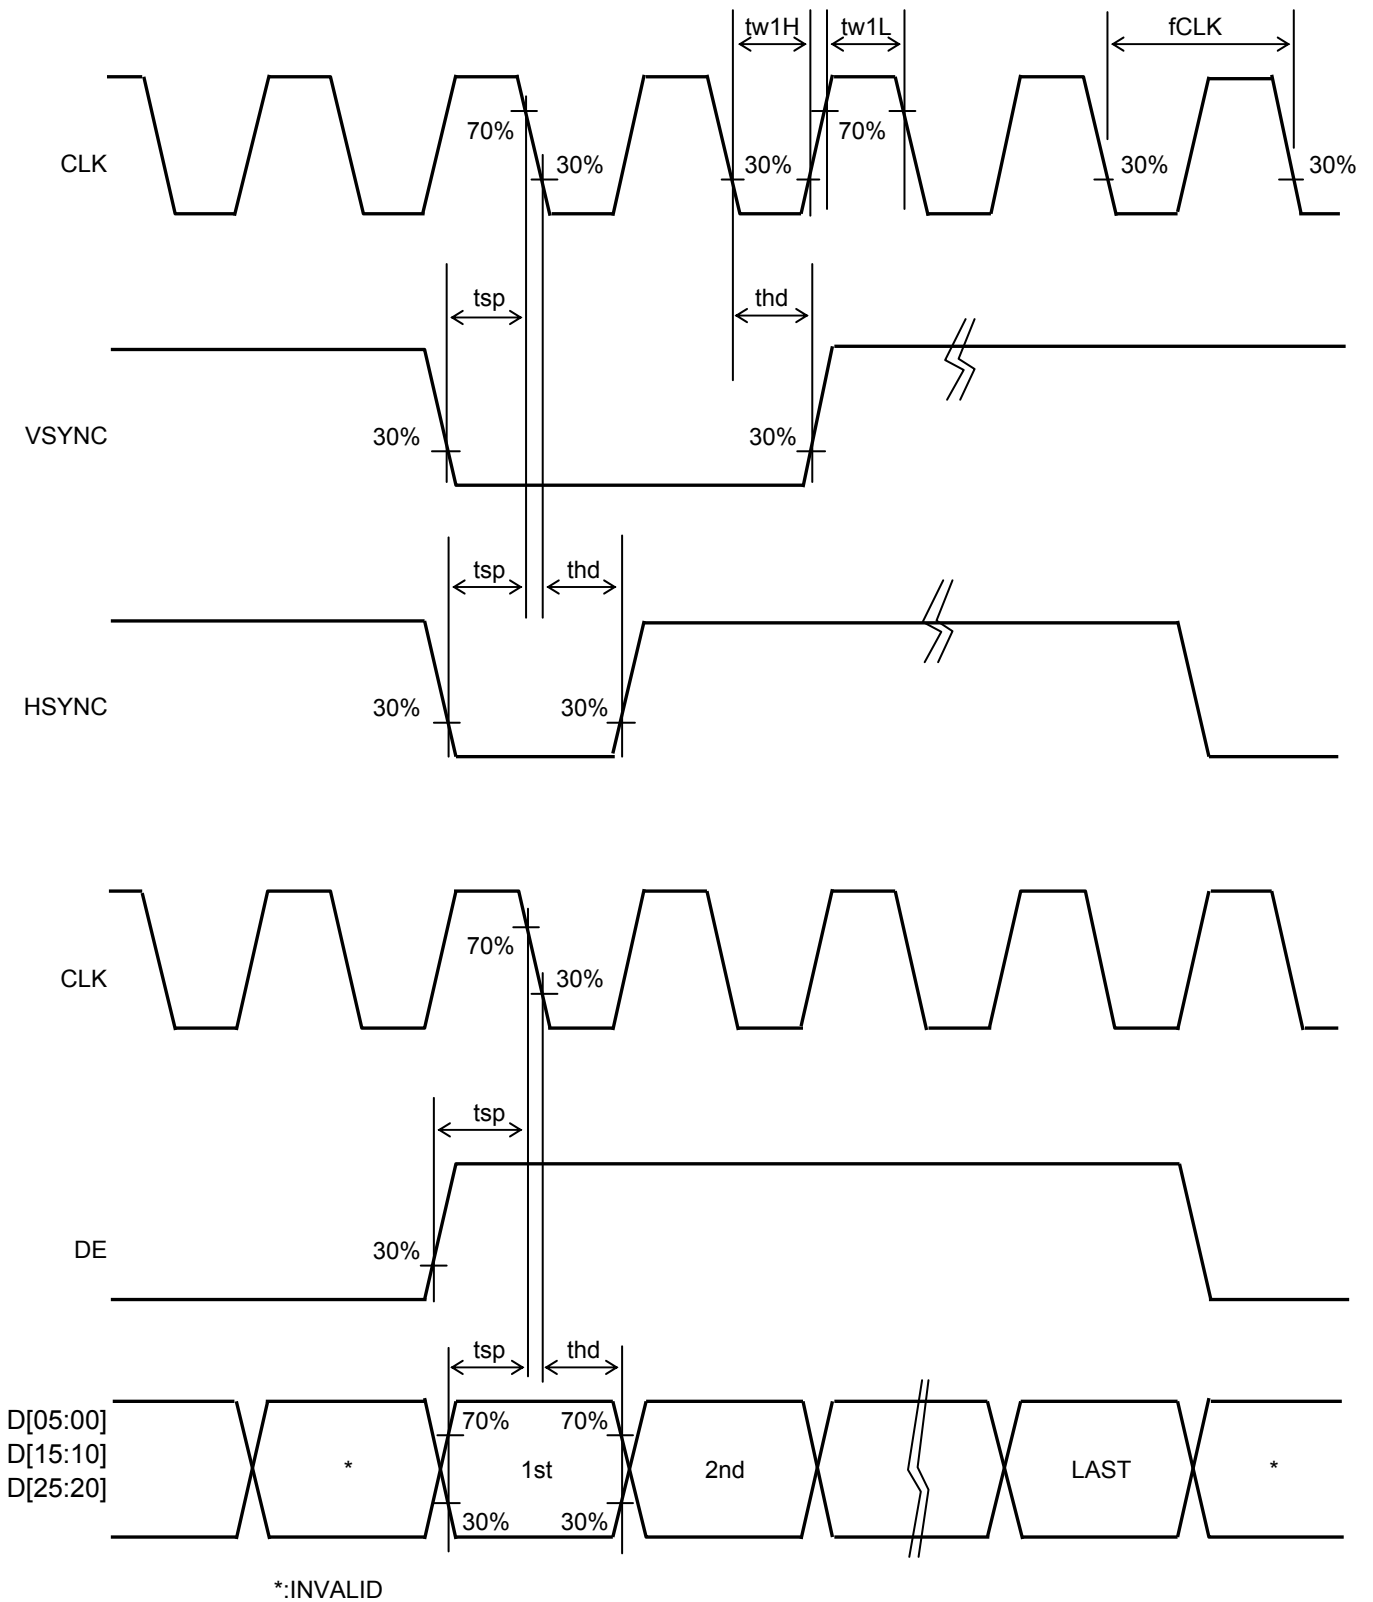 tw1H tw1L fCLK
70% 70%
CLK 30% 30% 30% 30%
tsp thd
VSYNC 30% 30%
tsp thd
HSYNC 30% 30%
70%
CLK 30%
tsp
DE 30%
tsp thd
D[05:00] 70% 70%
D[15:10] * 1st 2nd LAST *
D[25:20]
30% 30%
*:INVALID